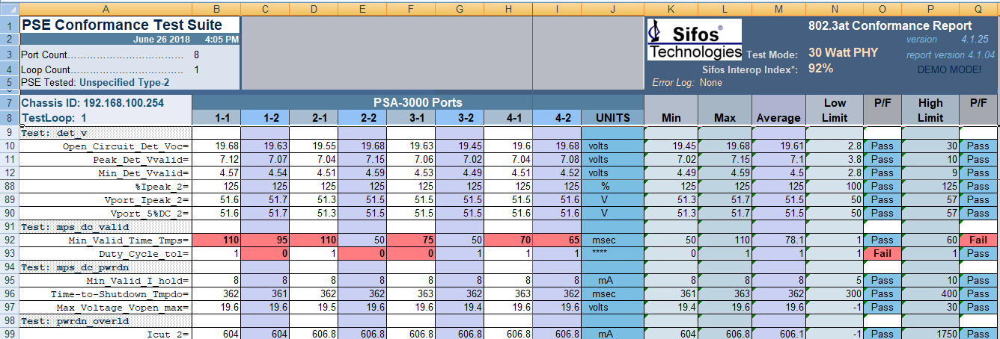 A B C D E F G H I J K L M N O P Q
1 PSE Conformance Test Suite Sifos® Technologies 802.3at Conformance Report
2 June 26 2018 4:05 PM version 4.1.25
3 Port Count 8 Test Mode: 30 Watt PHY report version 4.1.04
4 Loop Count 1 Sifos Interop Index*: 92% DEMO MODE!
5 PSE Tested: Unspecified Type-2 Error Log: None
7 Chassis ID: 192.168.100.254 PSA-3000 Ports Low P/F High P/F
8 TestLoop: 1 1-1 1-2 2-1 2-2 3-1 3-2 4-1 4-2 UNITS Min Max Average Limit Limit
9 Test: det_v
10 Open_Circuit_Det_Voc= 19.68 19.63 19.55 19.68 19.63 19.45 19.6 19.68 volts 19.45 19.68 19.61 2.8 Pass 30 Pass
11 Peak_Det_Vvalid= 7.12 7.07 7.04 7.15 7.06 7.02 7.04 7.08 volts 7.02 7.15 7.1 3.8 Pass 10 Pass
12 Min_Det_Vvalid= 4.57 4.54 4.51 4.59 4.53 4.49 4.51 4.52 volts 4.49 4.59 4.5 2.8 Pass 9 Pass
88 %Ipeak_2= 125 125 125 125 125 125 125 125 % 125 125 125 100 Pass 125 Pass
89 Vport_Ipeak_2= 51.6 51.7 51.3 51.5 51.5 51.5 51.5 51.6 V 51.3 51.7 51.5 50 Pass 57 Pass
90 Vport_5%DC_2= 51.6 51.7 51.3 51.5 51.5 51.5 51.5 51.6 V 51.3 51.7 51.5 50 Pass 57 Pass
91 Test: mps_dc_valid
92 Min_Valid_Time_Tmps= 110 95 110 50 75 50 70 65 msec 50 110 78.1 1 Pass 60 Fail
93 Duty_Cycle_tol= 1 0 1 0 0 1 1 1 **** 0 1 1 1 Fail 1 Pass
94 Test: mps_dc_pwrdn
95 Min_Valid_I_hold= 8 8 8 8 8 8 8 8 mA 8 8 8 5 Pass 10 Pass
96 Time-to-Shutdown_Tmpdo= 362 361 362 362 363 362 363 362 msec 361 363 362 300 Pass 400 Pass
97 Max_Voltage_Vopen_max= 19.6 19.6 19.5 19.6 19.6 19.4 19.6 19.6 volts 19.4 19.6 19.6 -1 Pass 30 Pass
98 Test: pwrdn_overld
99 Icut_2= 604 604 606.8 606.8 606.8 606.8 606.8 606.8 mA 604 606.8 606.1 -1 Pass 1750 Pass